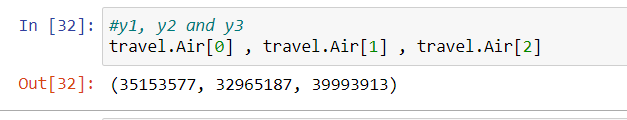 In [32]: #y1, y2 and y3
travel.Air[0] , travel.Air[1] , travel.Air[2]
Out[32]: (35153577, 32965187, 39993913)